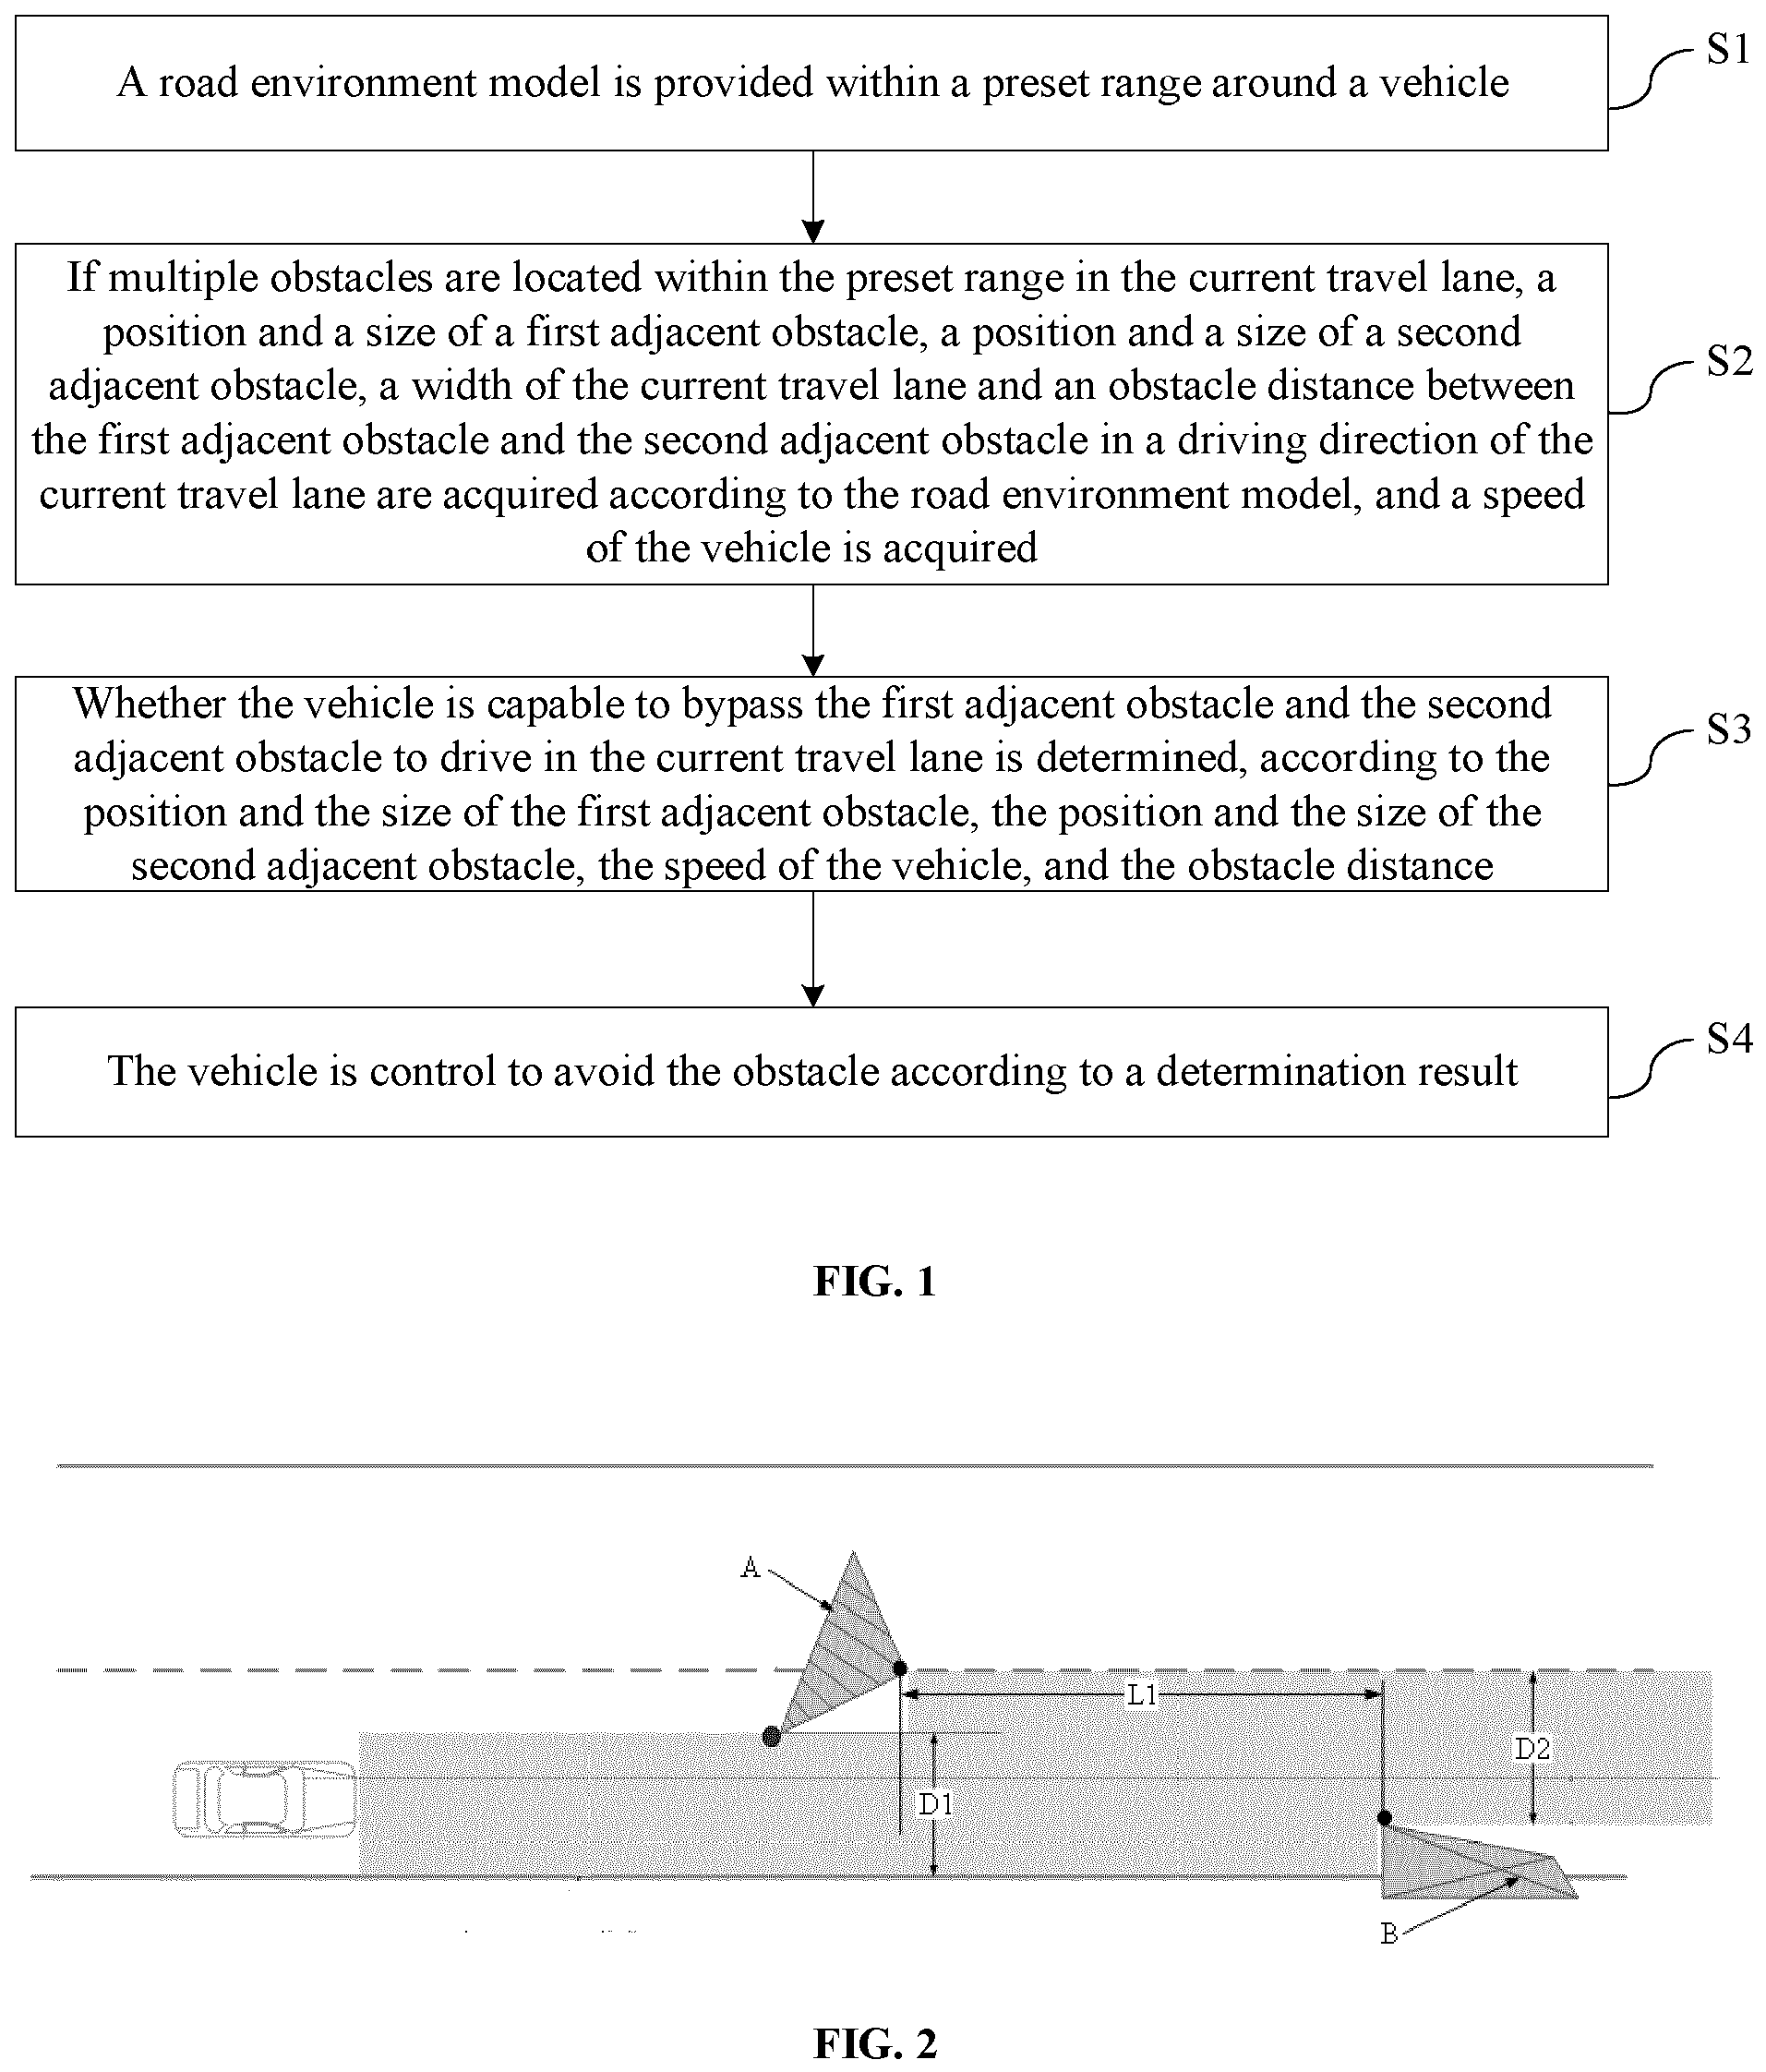 A road environment model is provided within a preset range around a vehicle
S1
If multiple obstacles are located within the preset range in the current travel lane, a
position and a size of a first adjacent obstacle, a position and a size of a second
adjacent obstacle, a width of the current travel lane and an obstacle distance between
the first adjacent obstacle and the second adjacent obstacle in a driving direction of the
current travel lane are acquired according to the road environment model, and a speed
of the vehicle is acquired
S2
Whether the vehicle is capable to bypass the first adjacent obstacle and the second
adjacent obstacle to drive in the current travel lane is determined, according to the
position and the size of the first adjacent obstacle, the position and the size of the
second adjacent obstacle, the speed of the vehicle, and the obstacle distance
S3
The vehicle is control to avoid the obstacle according to a determination result
S4
FIG. 1
A
L1
D2
D1
B
FIG. 2